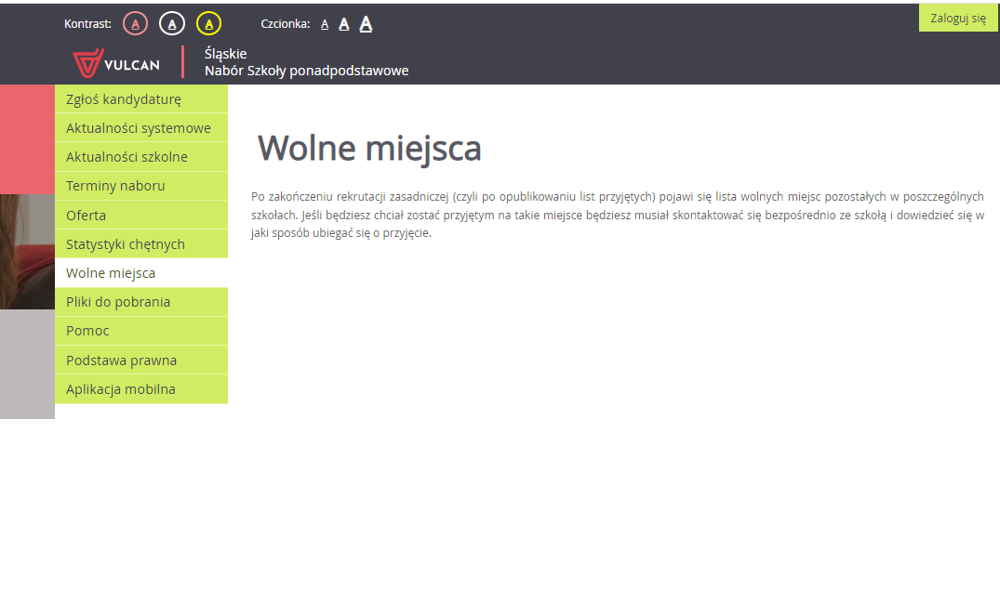 Kontrast: A A A Czcionka: A A A
Zaloguj się
VULCAN
Śląskie
Nabór Szkoły ponadpodstawowe
Zgłoś kandydaturę
Aktualności systemowe
Aktualności szkolne
Terminy naboru
Oferta
Statystyki chętnych
Wolne miejsca
Pliki do pobrania
Pomoc
Podstawa prawna
Aplikacja mobilna
Wolne miejsca
Po zakończeniu rekrutacji zasadniczej (czyli po opublikowaniu list przyjętych) pojawi się lista wolnych miejsc pozostałych w poszczególnych
szkołach. Jeśli będziesz chciał zostać przyjętym na takie miejsce będziesz musiał skontaktować się bezpośrednio ze szkołą i dowiedzieć się w
jaki sposób ubiegać się o przyjęcie.